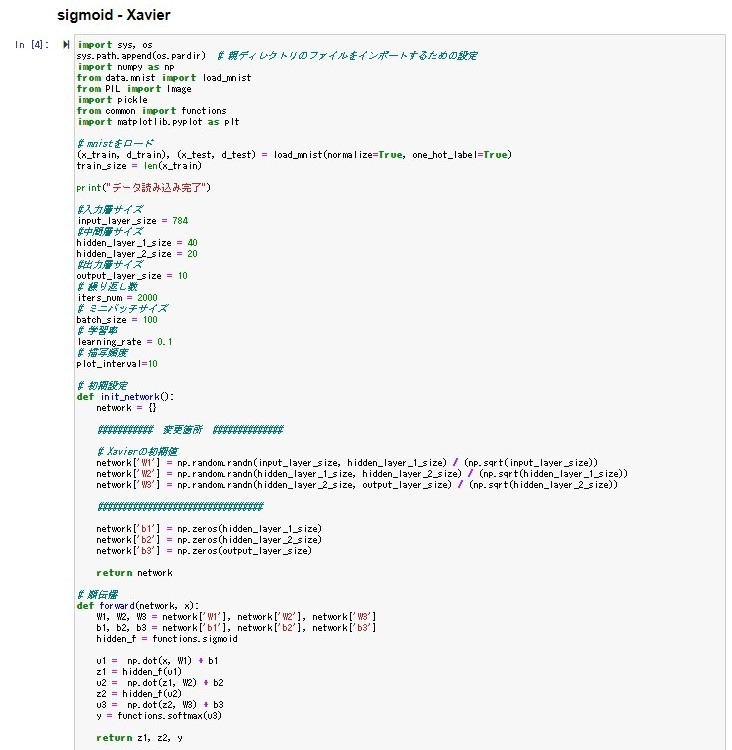 sigmoid - Xavier
In [4]:
import sys, os
sys.path.append(os.pardir)  # 親ディレクトリのファイルをインポートするための設定
import numpy as np
from data.mnist import load_mnist
from PIL import Image
import pickle
from common import functions
import matplotlib.pyplot as plt
# mnistをロード
(x_train, d_train), (x_test, d_test) = load_mnist(normalize=True, one_hot_label=True)
train_size = len(x_train)
print("データ読み込み完了")
#入力層サイズ
input_layer_size = 784
#中間層サイズ
hidden_layer_1_size = 40
hidden_layer_2_size = 20
#出力層サイズ
output_layer_size = 10
# 繰り返し数
iters_num = 2000
# ミニバッチサイズ
batch_size = 100
# 学習率
learning_rate = 0.1
# 描写頻度
plot_interval=10
# 初期設定
def init_network():
    network = {}
    ########### 変更箇所 ##############
    # Xavierの初期値
    network['W1'] = np.random.randn(input_layer_size, hidden_layer_1_size) / (np.sqrt(input_layer_size))
    network['W2'] = np.random.randn(hidden_layer_1_size, hidden_layer_2_size) / (np.sqrt(hidden_layer_1_size))
    network['W3'] = np.random.randn(hidden_layer_2_size, output_layer_size) / (np.sqrt(hidden_layer_2_size))
    #################################
    network['b1'] = np.zeros(hidden_layer_1_size)
    network['b2'] = np.zeros(hidden_layer_2_size)
    network['b3'] = np.zeros(output_layer_size)
    return network
# 順伝播
def forward(network, x):
    W1, W2, W3 = network['W1'], network['W2'], network['W3']
    b1, b2, b3 = network['b1'], network['b2'], network['b3']
    hidden_f = functions.sigmoid
    u1 =  np.dot(x, W1) + b1
    z1 = hidden_f(u1)
    u2 =  np.dot(z1, W2) + b2
    z2 = hidden_f(u2)
    u3 =  np.dot(z2, W3) + b3
    y = functions.softmax(u3)
    return z1, z2, y